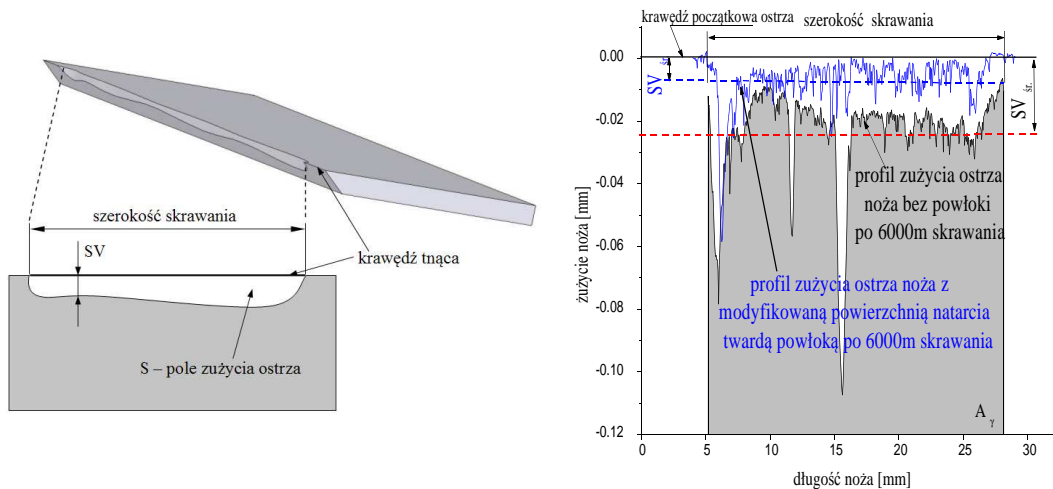 szerokość skrawania
SV
krawędź tnąca
S – pole zużycia ostrza
krawędź początkowa ostrza
szerokość skrawania
SV śr.
SV śr.
profil zużycia ostrza
noża bez powłoki
po 6000m skrawania
profil zużycia ostrza noża z
modyfikowaną powierzchnią natarcia
twardą powłoką po 6000m skrawania
A γ
żużycie noża [mm]
0.00
-0.02
-0.04
-0.06
-0.08
-0.10
-0.12
0 5 10 15 20 25 30
długość noża [mm]